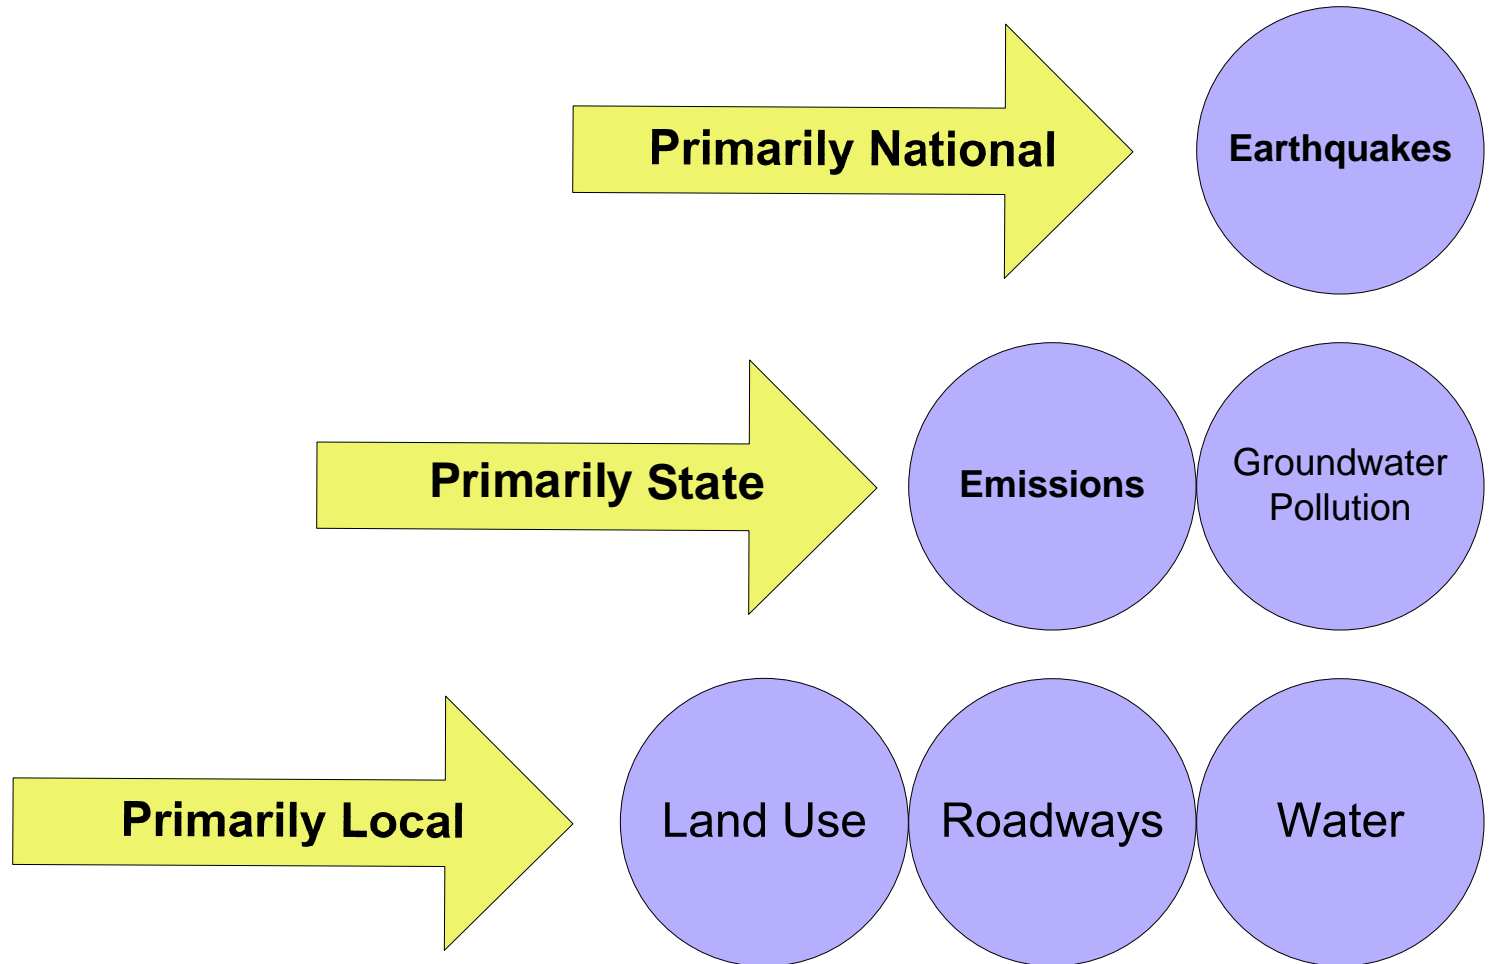 Primarily National
Earthquakes
Primarily State
Emissions
Groundwater
Pollution
Primarily Local
Land Use
Roadways
Water